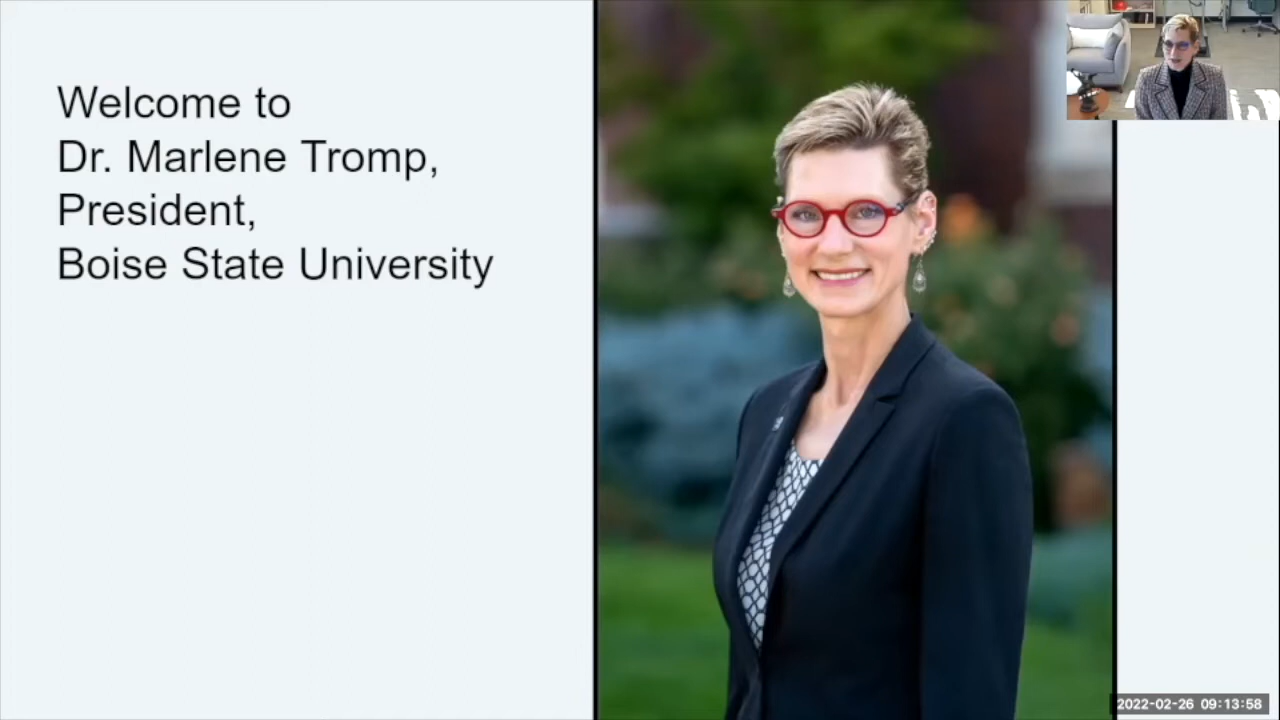 Welcome to
Dr. Marlene Tromp,
President,
Boise State University
2022-02-26 09:13:58